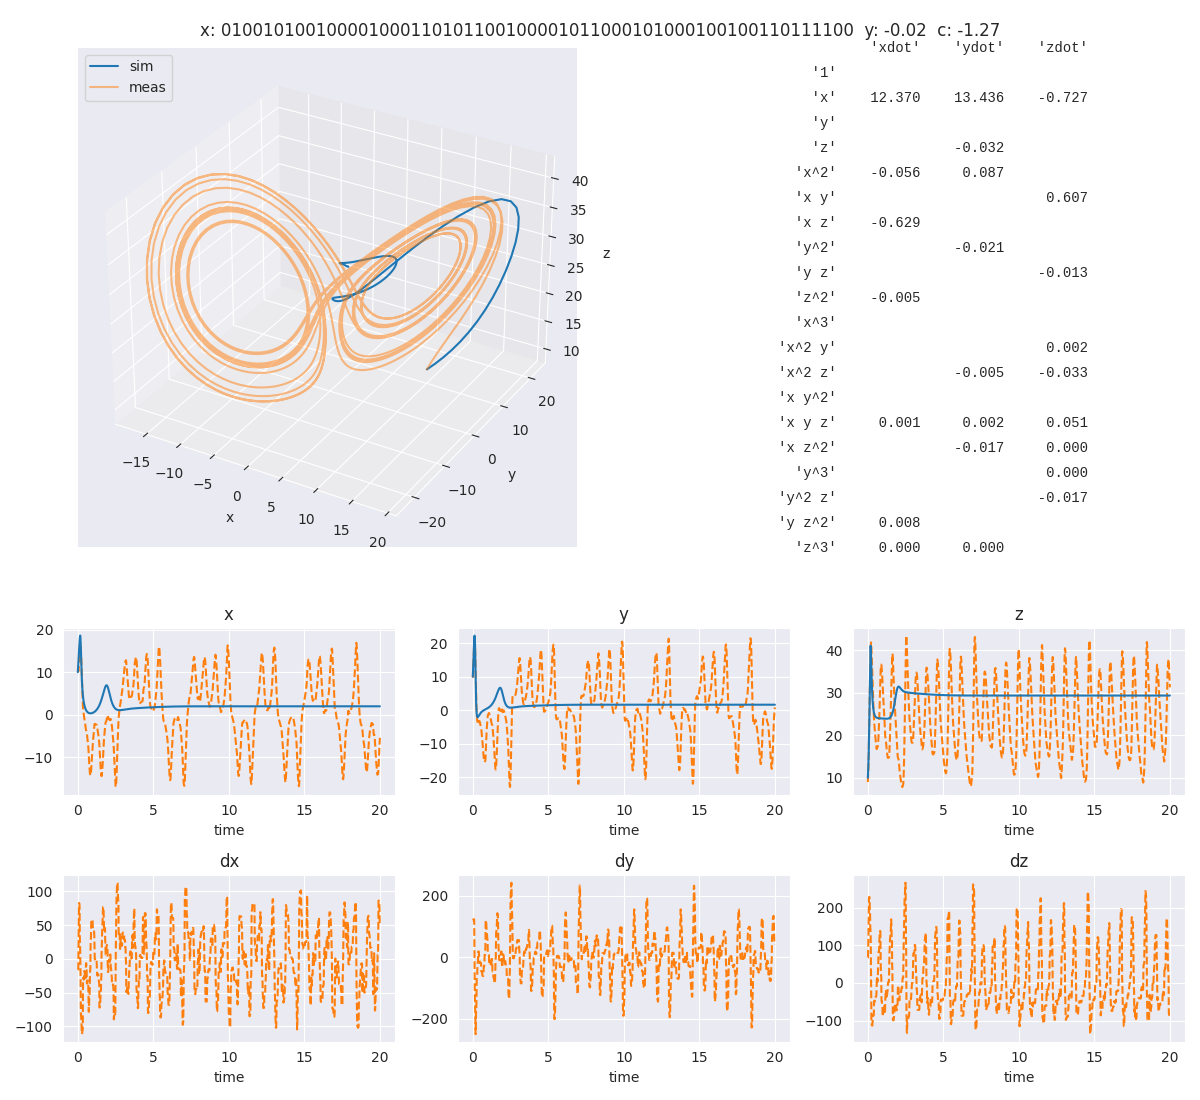 x: 010010100100001000110101100100001011000101000100100110111100 y: -0.02 c: -1.27
sim
meas
40
35
30
25
20
15
10
z
20
10
0
−10
−20
y
−15
−10
−5
0
5
10
15
20
x
'xdot' 'ydot' 'zdot'
'1'
'x' 12.370 13.436 -0.727
'y'
'z' -0.032
'x^2' -0.056 0.087
'x y' 0.607
'x z' -0.629
'y^2' -0.021
'y z' -0.013
'z^2' -0.005
'x^3'
'x^2 y' 0.002
'x^2 z' -0.005 -0.033
'x y^2'
'x y z' 0.001 0.002 0.051
'x z^2' -0.017 0.000
'y^3' 0.000
'y^2 z' -0.017
'y z^2' 0.008
'z^3' 0.000 0.000
x
20
10
0
−10
0 5 10 15 20
time
y
20
10
0
−10
−20
0 5 10 15 20
time
z
40
30
20
10
0 5 10 15 20
time
dx
100
50
0
−50
−100
0 5 10 15 20
time
dy
200
0
−200
0 5 10 15 20
time
dz
200
100
0
−100
0 5 10 15 20
time